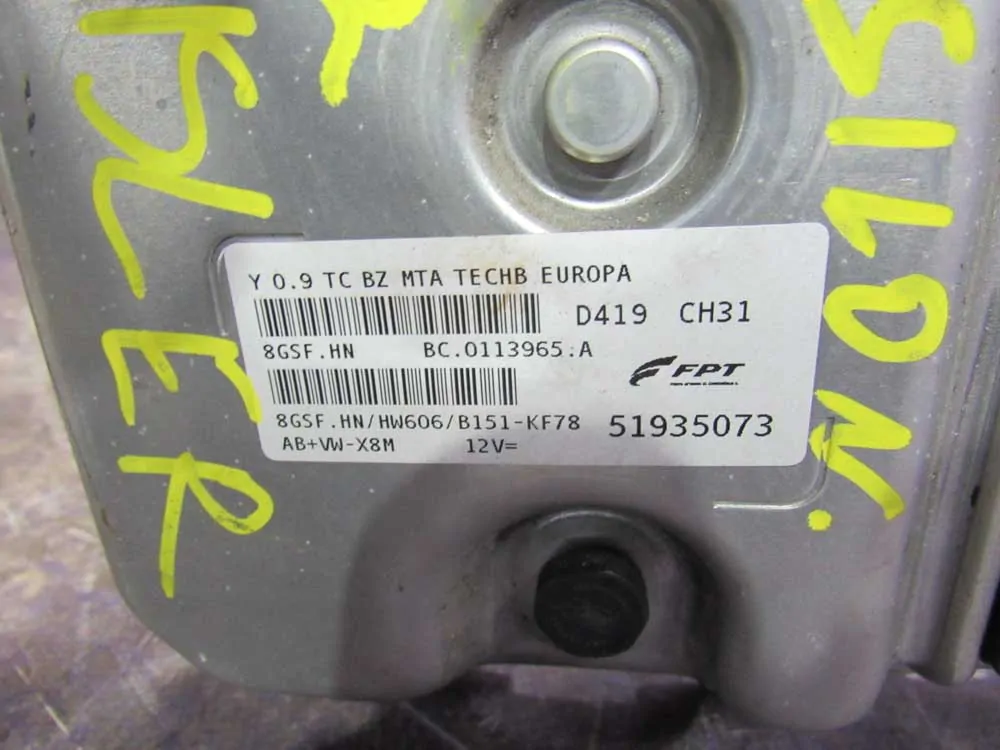 Y 0.9 TC BZ MTA TECHB EUROPA
D419 CH31
8GSF.HN BC.0113965.A
FPT
8GSF.HN/HW606/B151-KF78 51935073
AB+VW-X8M 12V=
SILON.